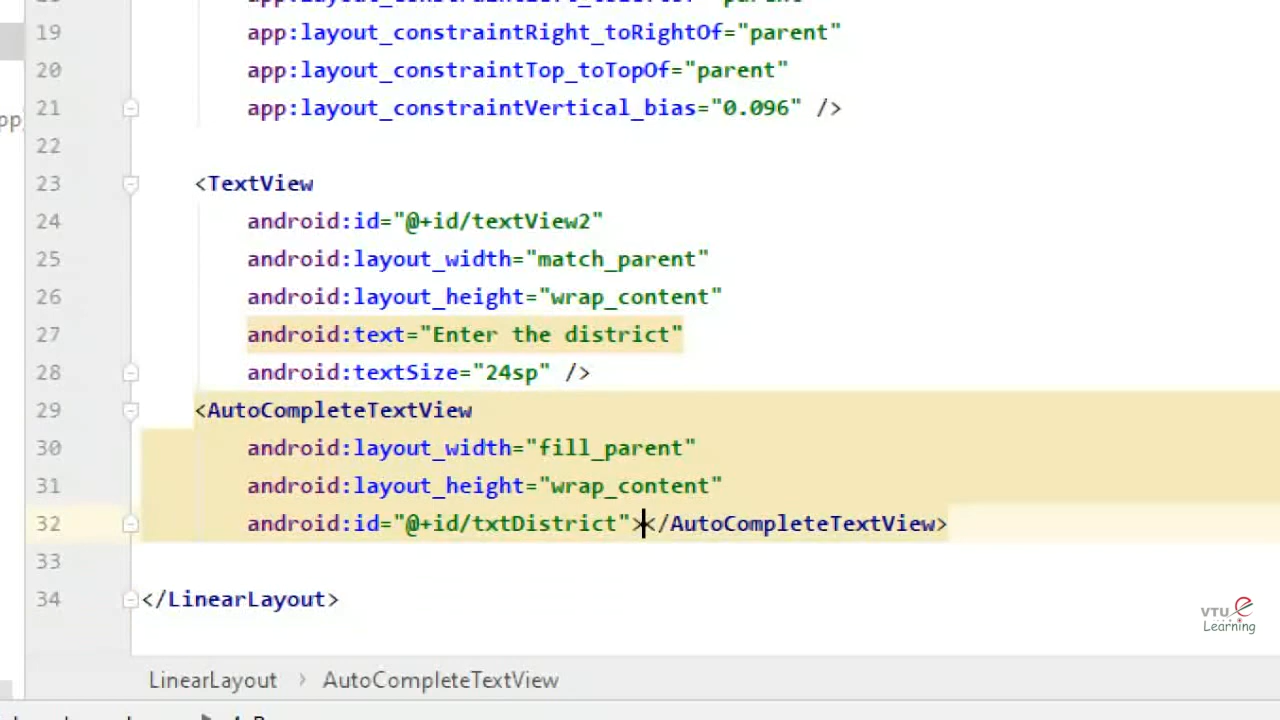 19 app:layout_constraintRight_toRightOf="parent"
20 app:layout_constraintTop_toTopOf="parent"
21 app:layout_constraintVertical_bias="0.096" />
22
23 <TextView
24 android:id="@+id/textView2"
25 android:layout_width="match_parent"
26 android:layout_height="wrap_content"
27 android:text="Enter the district"
28 android:textSize="24sp" />
29 <AutoCompleteTextView
30 android:layout_width="fill_parent"
31 android:layout_height="wrap_content"
32 android:id="@+id/txtDistrict"></AutoCompleteTextView>
33
34 </LinearLayout>
VTU e
Learning
LinearLayout › AutoCompleteTextView